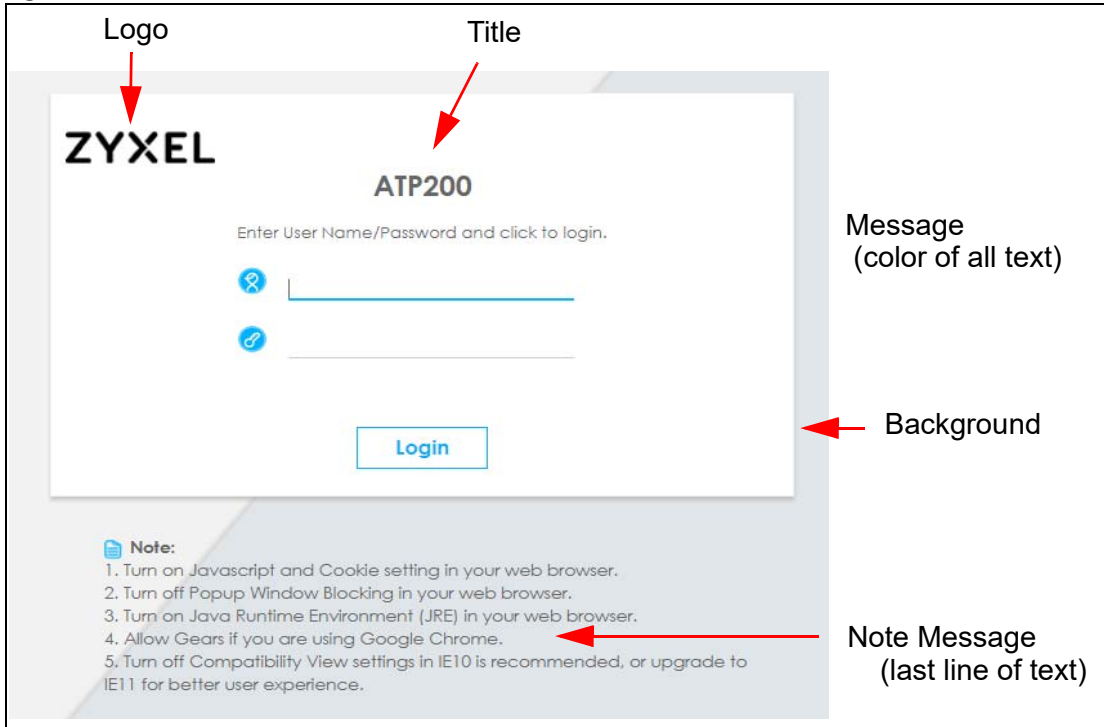 Logo
Title
ZYXEL
ATP200
Enter User Name/Password and click to login.
Message
(color of all text)
Login
Background
Note:
1. Turn on Javascript and Cookie setting in your web browser.
2. Turn off Popup Window Blocking in your web browser.
3. Turn on Java Runtime Environment (JRE) in your web browser.
4. Allow Gears if you are using Google Chrome.
5. Turn off Compatibility View settings in IE10 is recommended, or upgrade to
IE11 for better user experience.
Note Message
(last line of text)